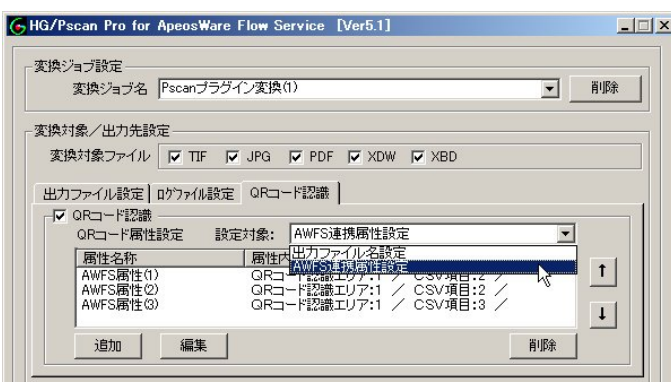 HG/Pscan Pro for ApeosWare Flow Service [Ver5.1]
変換ジョブ設定
変換ジョブ名 Pscanプラグイン変換(1) 削除
変換対象/出力先設定
変換対象ファイル TIF JPG PDF XDW XBD
出力ファイル設定 ログファイル設定 QRコード認識
QRコード認識
QRコード属性設定 設定対象: AWFS連携属性設定
出力ファイル名設定
AWFS連携属性設定
属性名称 属性内
AWFS属性(1) QRコード認識エリア:1 / CSV項目:2 /
AWFS属性(2) QRコード認識エリア:1 / CSV項目:2 /
AWFS属性(3) QRコード認識エリア:1 / CSV項目:3 /
↑
↓
追加 編集 削除